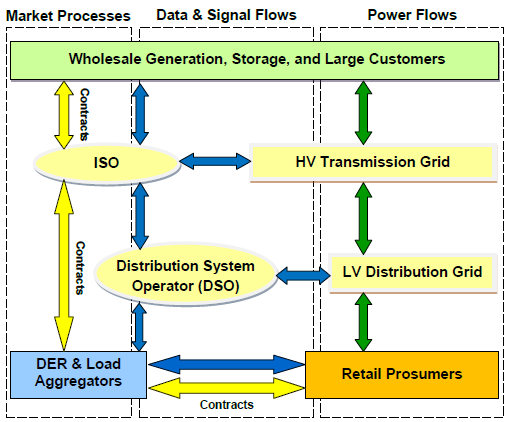 Market Processes
Data & Signal Flows
Power Flows
Wholesale Generation, Storage, and Large Customers
Contracts
ISO
HV Transmission Grid
Contracts
Distribution System
Operator (DSO)
LV Distribution Grid
DER & Load
Aggregators
Retail Prosumers
Contracts